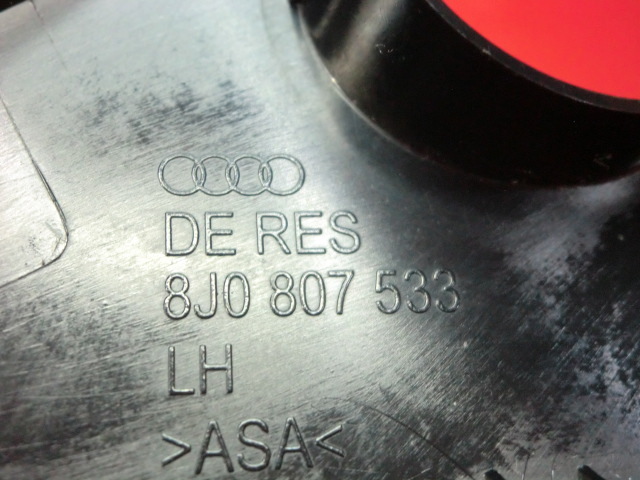 DE RES
8J0 807 533
LH
>ASA<